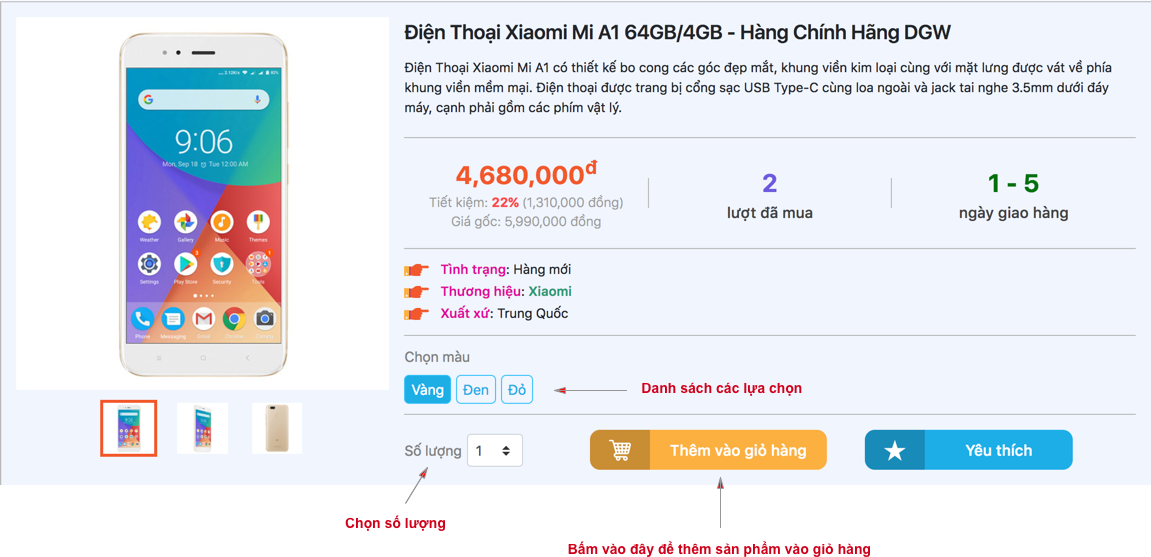 Điện Thoại Xiaomi Mi A1 64GB/4GB - Hàng Chính Hãng DGW
Điện Thoại Xiaomi Mi A1 có thiết kế bo cong các góc đẹp mắt, khung viền kim loại cùng với mặt lưng được vát về phía
khung viền mềm mại. Điện thoại được trang bị cổng sạc USB Type-C cùng loa ngoài và jack tai nghe 3.5mm dưới đáy
máy, cạnh phải gồm các phím vật lý.
9:06
Mon, Sep 18 Tue 12:00 AM
Weather Gallery Music Themes
Settings Play Store Security Tools
Phone Messaging
4,680,000đ
Tiết kiệm: 22% (1,310,000 đồng)
Giá gốc: 5,990,000 đồng
2
lượt đã mua
1 - 5
ngày giao hàng
Tình trạng: Hàng mới
Thương hiệu: Xiaomi
Xuất xứ: Trung Quốc
Chọn màu
Vàng Đen Đỏ
Danh sách các lựa chọn
Số lượng 1
Thêm vào giỏ hàng
Yêu thích
Chọn số lượng
Bấm vào đây để thêm sản phẩm vào giỏ hàng